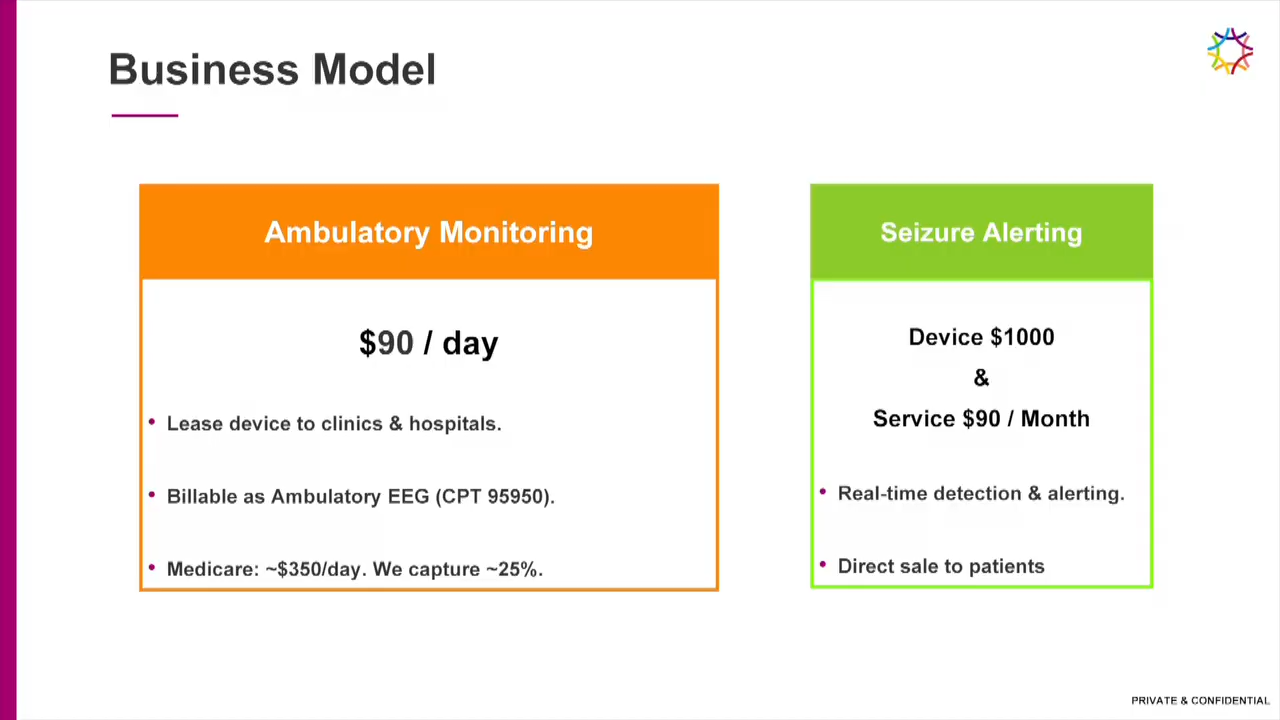 Business Model
Ambulatory Monitoring
$90 / day
• Lease device to clinics & hospitals.
• Billable as Ambulatory EEG (CPT 95950).
• Medicare: ~$350/day. We capture ~25%.
Seizure Alerting
Device $1000
&
Service $90 / Month
• Real-time detection & alerting.
• Direct sale to patients
PRIVATE & CONFIDENTIAL